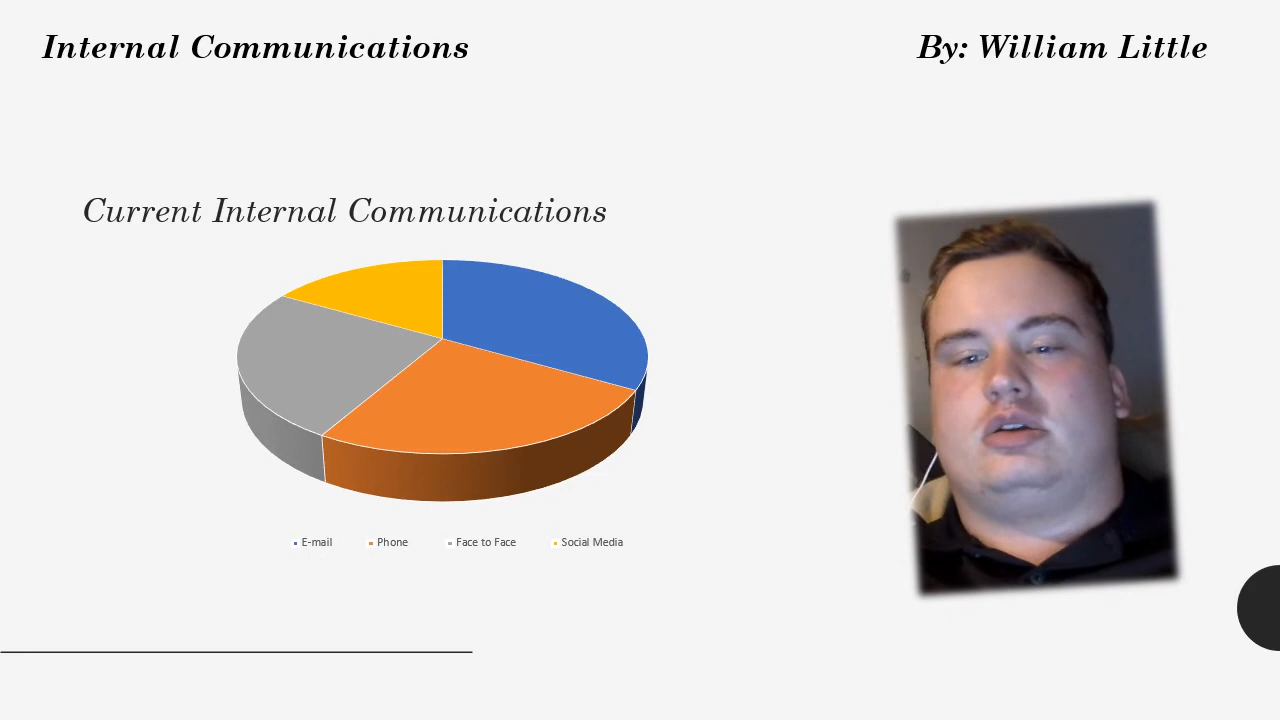 Internal Communications
By: William Little
Current Internal Communications
E-mail Phone Face to Face Social Media